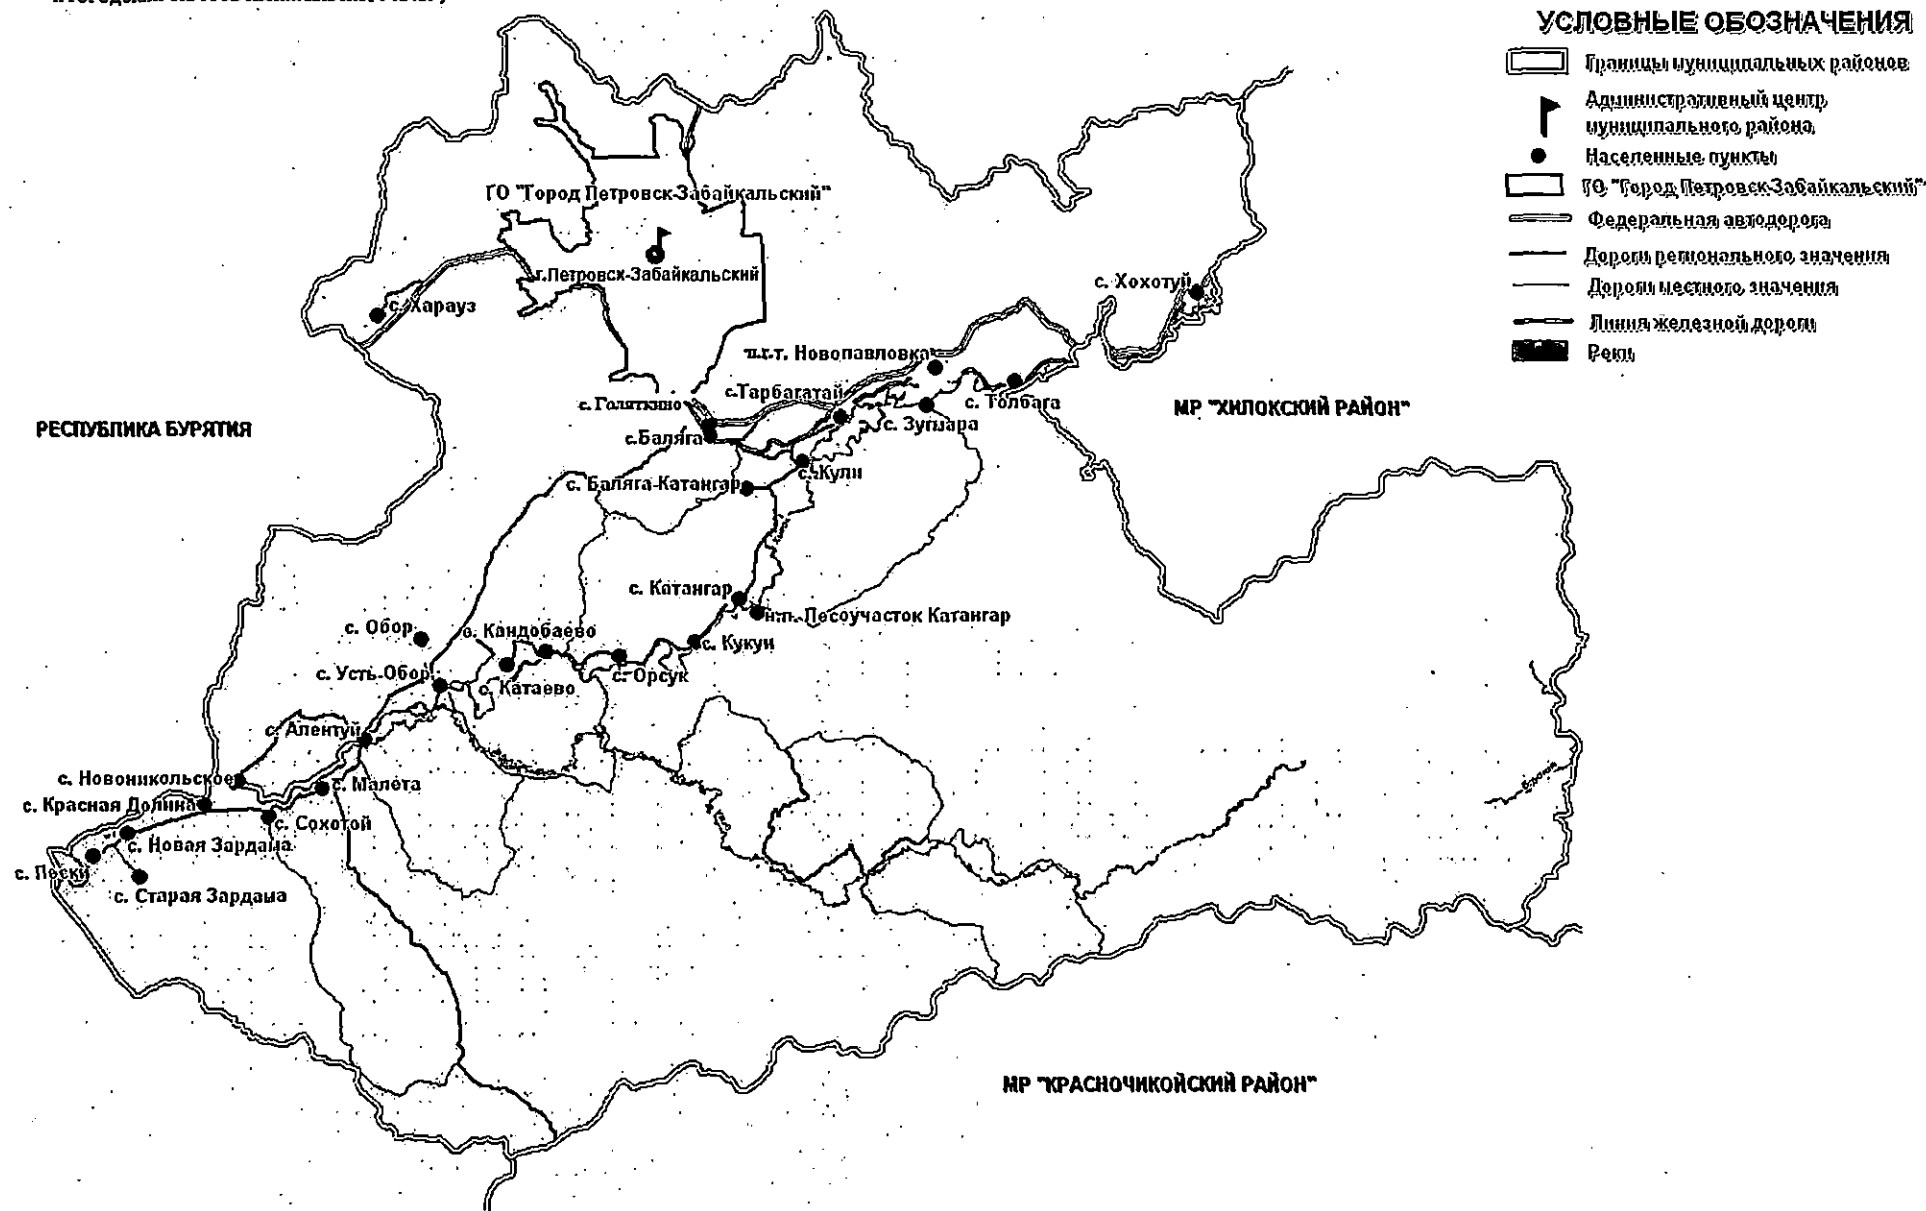 УСЛОВНЫЕ ОБОЗНАЧЕНИЯ
Границы муниципальных районов
Административный центр
муниципального района
Населенные пункты
ГО "Город Петровск-Забайкальский"
Федеральная автодорога
Дороги регионального значения
Дороги местного значения
Линия железной дороги
Реки
ГО "Город Петровск-Забайкальский"
г.Петровск-Забайкальский
с. Харауз
с. Хохотуй
п.г.т. Новопавловка
с.Тарбагатай
с. Голяткино
с. Толбага
МР "ХИЛОКСКИЙ РАЙОН"
РЕСПУБЛИКА БУРЯТИЯ
с.Баляга
с. Зугмара
с. Кули
с. Баляга-Катангар
с. Катангар
н.п. Лесоучасток Катангар
с. Обор
с. Кандобаево
с. Кукун
с. Усть-Обор
с. Катаево
с. Орсук
с. Алентуй
с. Новоникольское
с. Малета
с. Красная Долина
с. Сохотой
с. Новая Зардама
с. Пески
с. Старая Зардама
МР "КРАСНОЧИКОЙСКИЙ РАЙОН"